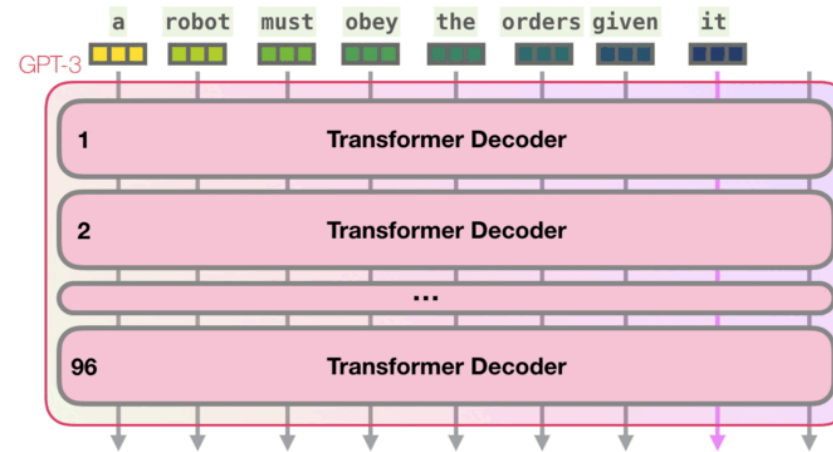 a robot must obey the orders given it
GPT-3
1 Transformer Decoder
2 Transformer Decoder
...
96 Transformer Decoder